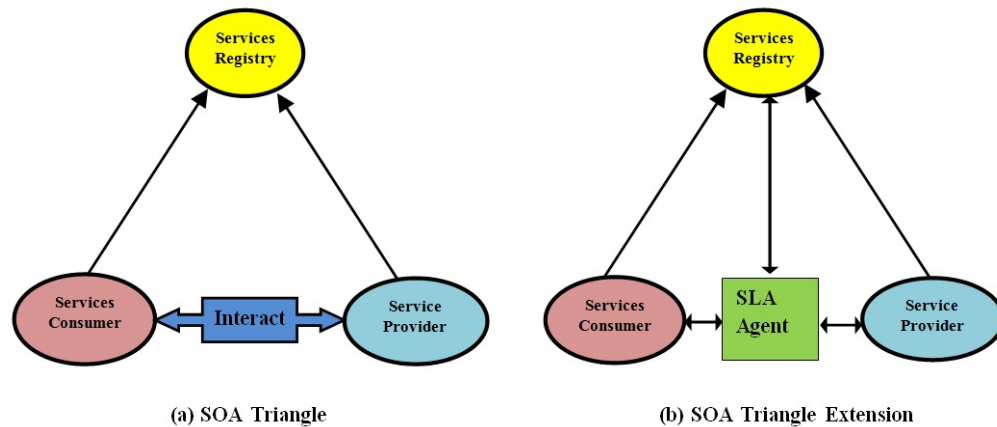 Services
Registry
Services
Consumer
Interact
Service
Provider
(a) SOA Triangle
Services
Registry
Services
Consumer
SLA
Agent
Service
Provider
(b) SOA Triangle Extension